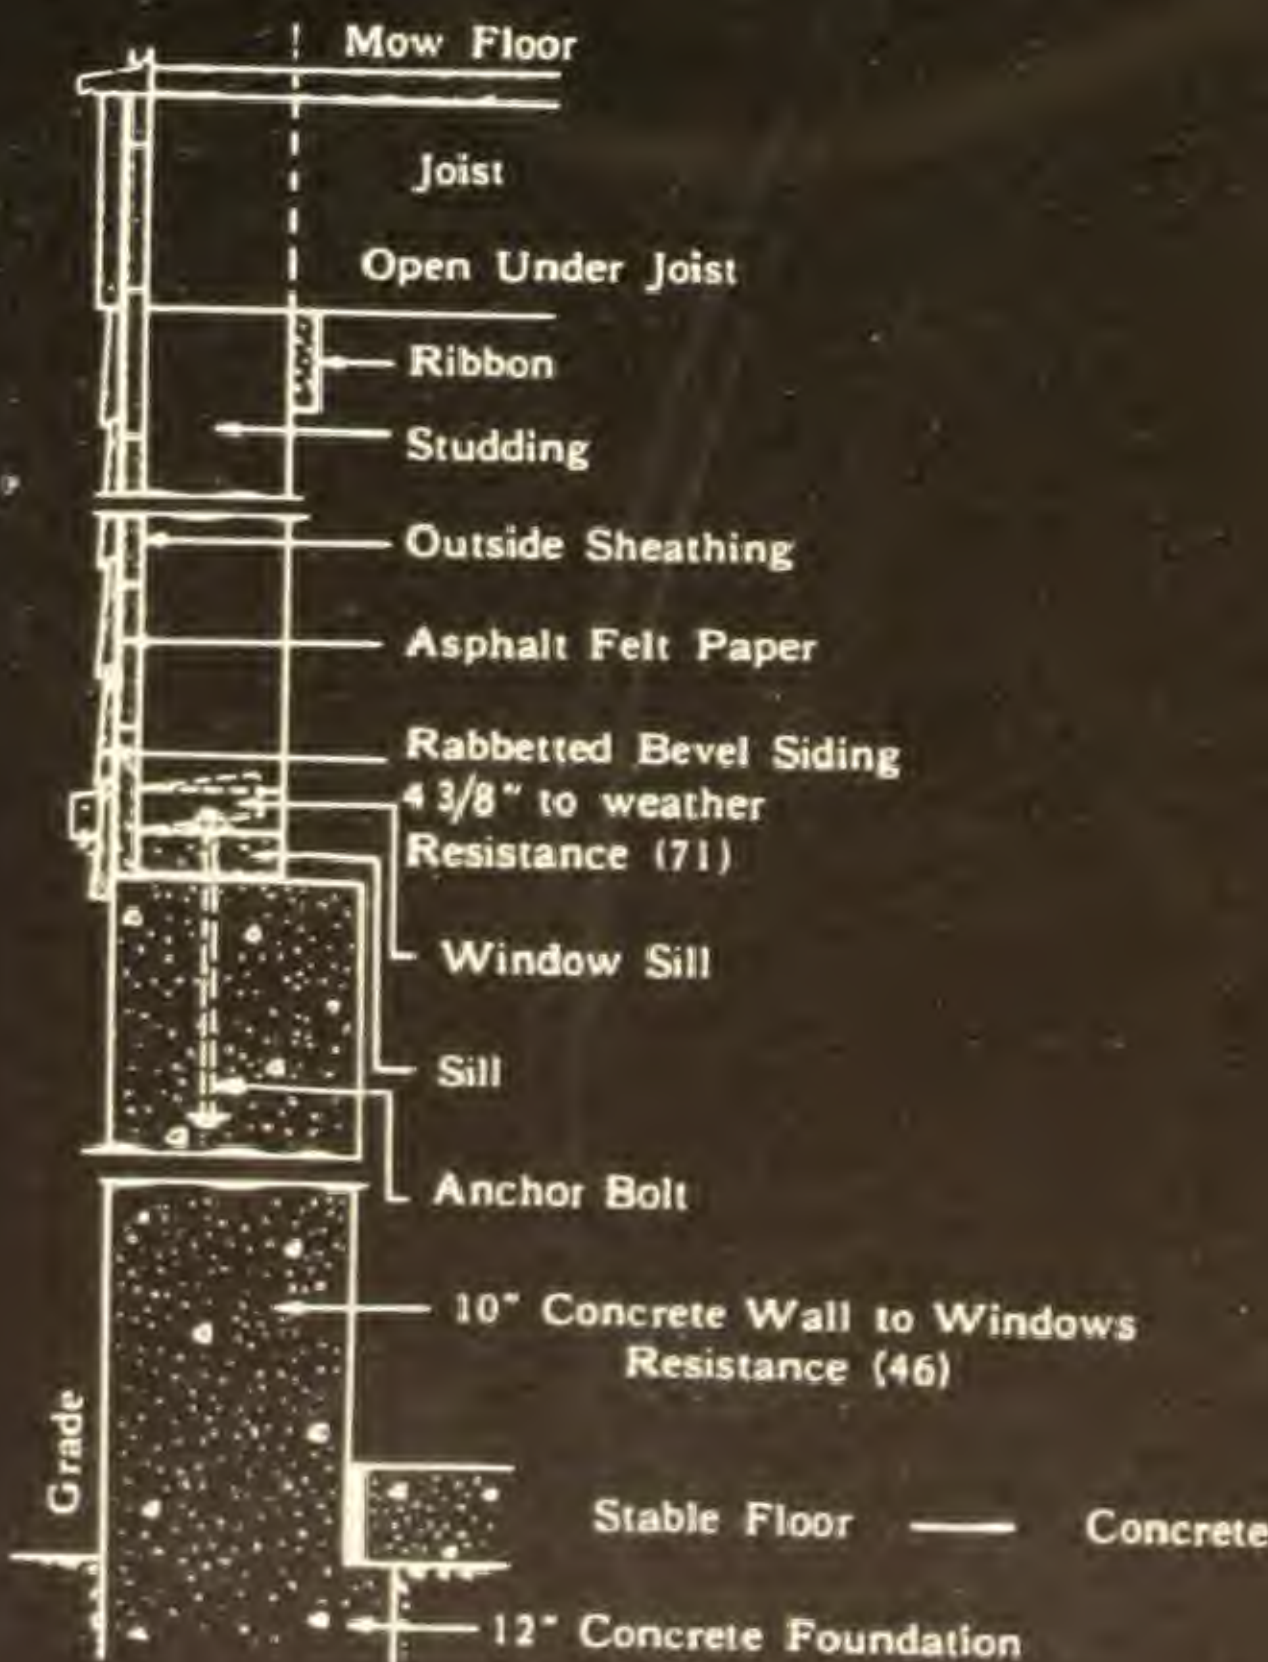 Mow Floor
Joist
Open Under Joist
Ribbon
Studding
Outside Sheathing
Asphalt Felt Paper
Rabbetted Bevel Siding
4 3/8" to weather
Resistance (71)
Window Sill
Sill
Anchor Bolt
10" Concrete Wall to Windows
Resistance (46)
Grade
Stable Floor — Concrete
12" Concrete Foundation